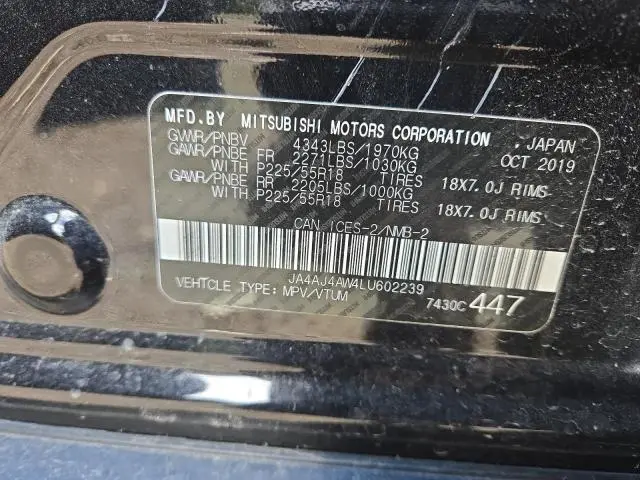 MFD.BY MITSUBISHI MOTORS CORPORATION, JAPAN
GVWR/PNBV 4343LBS/1970KG OCT 2019
GAWR/PNBE FR 2271LBS/1030KG
WITH P225/55R18 TIRES 18X7.0J RIMS
GAWR/PNBE RR 2205LBS/1000KG
WITH P225/55R18 TIRES 18X7.0J RIMS
CAN ICES-2/NMB-2
JA4AJ4AW4LU602239
VEHICLE TYPE:MPV/VTUM 7430C 447